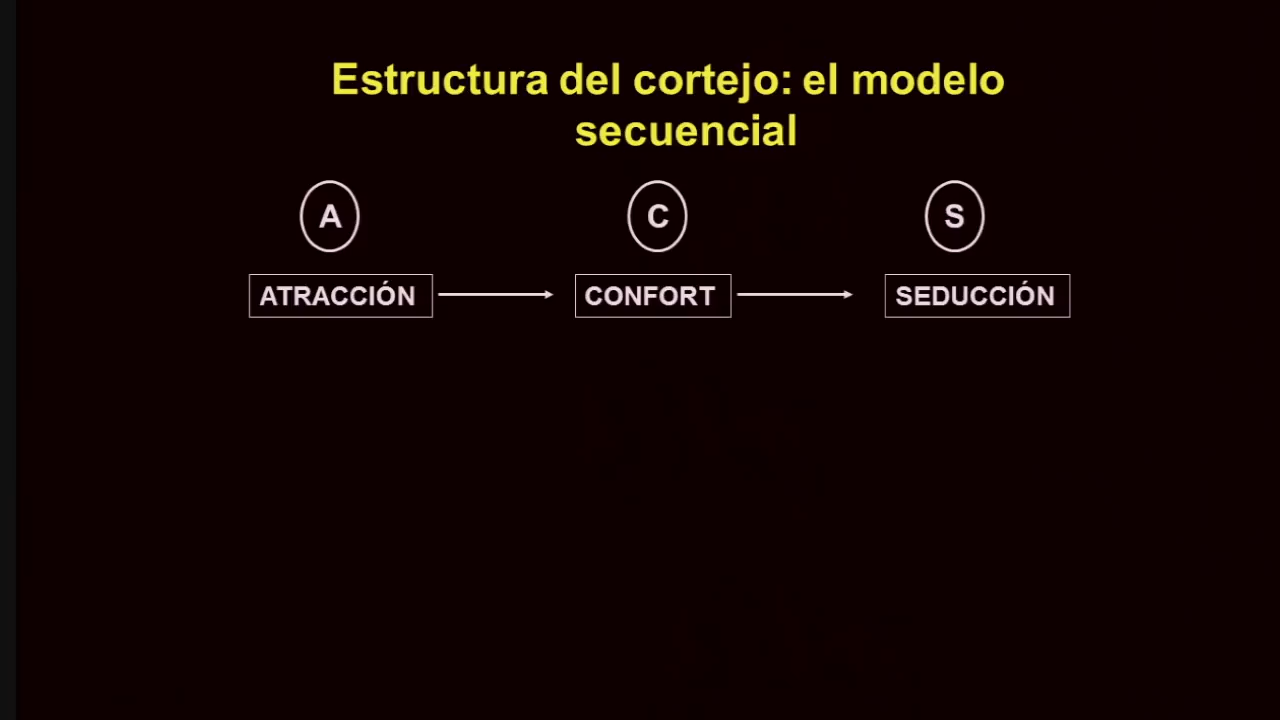 Estructura del cortejo: el modelo
secuencial
A C S
ATRACCIÓN CONFORT SEDUCCIÓN